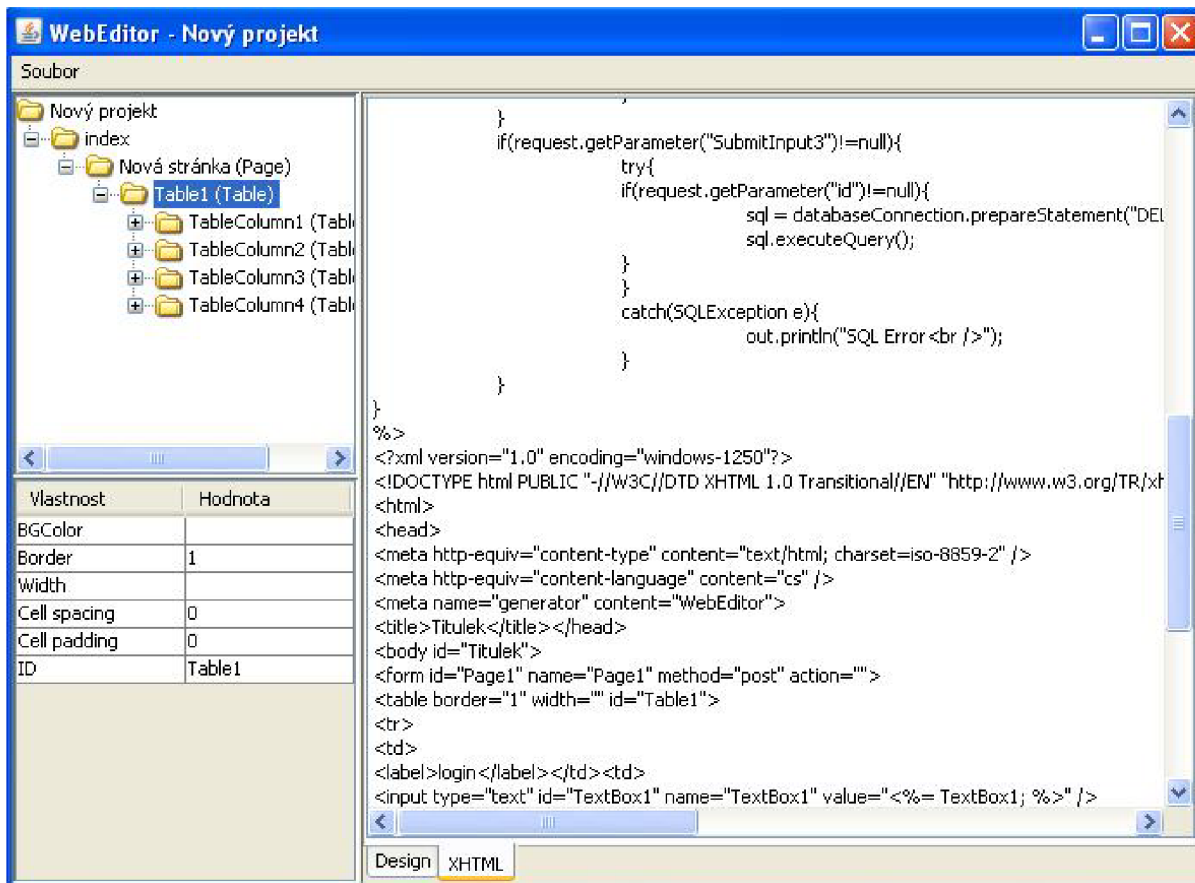 WebEditor - Nový projekt
Soubor
Nový projekt
index
Nová stránka (Page)
Table1 (Table)
TableColumn1 (Tabl
TableColumn2 (Tabl
TableColumn3 (Tabl
TableColumn4 (Tabl
Vlastnost Hodnota
BGColor
Border 1
Width
Cell spacing 0
Cell padding 0
ID Table1
}
if(request.getParameter("SubmitInput3")!=null){
try{
if(request.getParameter("id")!=null){
sql = databaseConnection.prepareStatement("DEL
sql.executeQuery();
}
}
catch(SQLException e){
out.println("SQL Error<br />");
}
}
}
%>
<?xml version="1.0" encoding="windows-1250"?>
<!DOCTYPE html PUBLIC "-//W3C//DTD XHTML 1.0 Transitional//EN" "http://www.w3.org/TR/xh
<html>
<head>
<meta http-equiv="content-type" content="text/html; charset=iso-8859-2" />
<meta http-equiv="content-language" content="cs" />
<meta name="generator" content="WebEditor">
<title>Titulek</title></head>
<body id="Titulek">
<form id="Page1" name="Page1" method="post" action="">
<table border="1" width="" id="Table1">
<tr>
<td>
<label>login</label></td><td>
<input type="text" id="TextBox1" name="TextBox1" value="<%= TextBox1; %>" />
Design XHTML